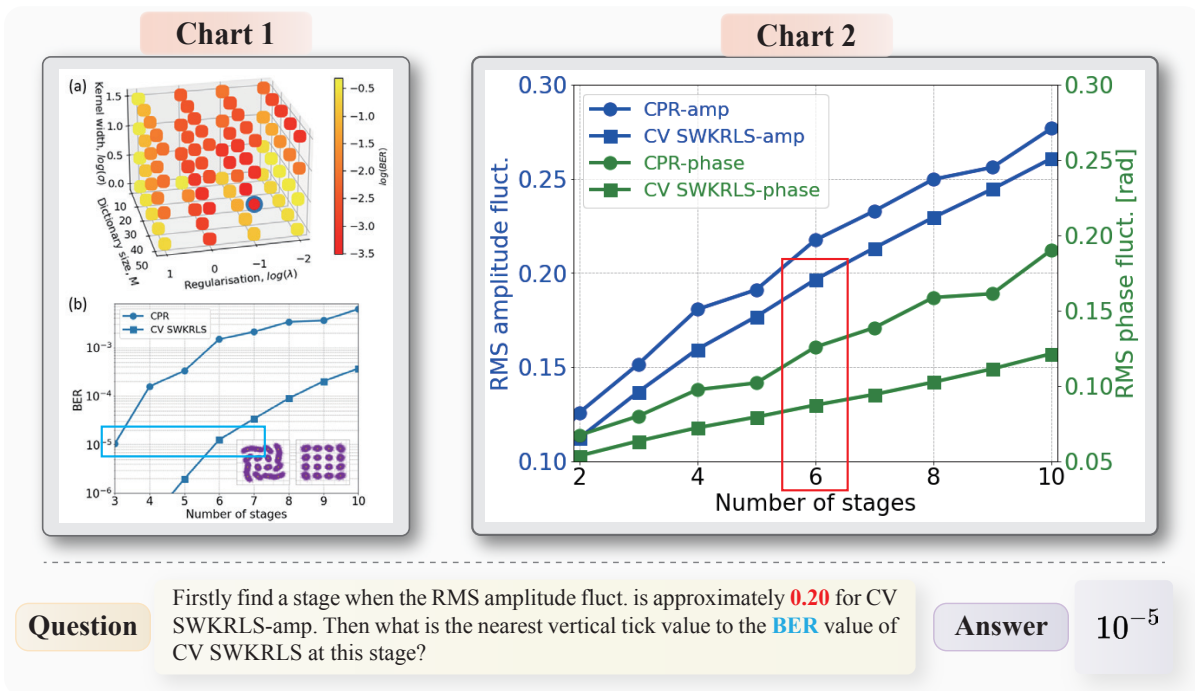 Chart 1
Chart 2
(a)
Kernel width, log(σ)
1.5
1.0
0.5
0.0
10
20
30
40
50
Dictionary size, M
1
0
−1
−2
Regularisation, log(λ)
−0.5
−1.0
−1.5
−2.0
−2.5
−3.0
−3.5
log(BER)
(b)
CPR
CV SWKRLS
BER
10⁻³
10⁻⁴
10⁻⁵
10⁻⁶
3 4 5 6 7 8 9 10
Number of stages
CPR-amp
CV SWKRLS-amp
CPR-phase
CV SWKRLS-phase
RMS amplitude fluct.
0.30
0.25
0.20
0.15
0.10
2 4 6 8 10
Number of stages
0.30
0.25
0.20
0.15
0.10
0.05
RMS phase fluct. [rad]
Question
Firstly find a stage when the RMS amplitude fluct. is approximately 0.20 for CV
SWKRLS-amp. Then what is the nearest vertical tick value to the BER value of
CV SWKRLS at this stage?
Answer
10⁻⁵